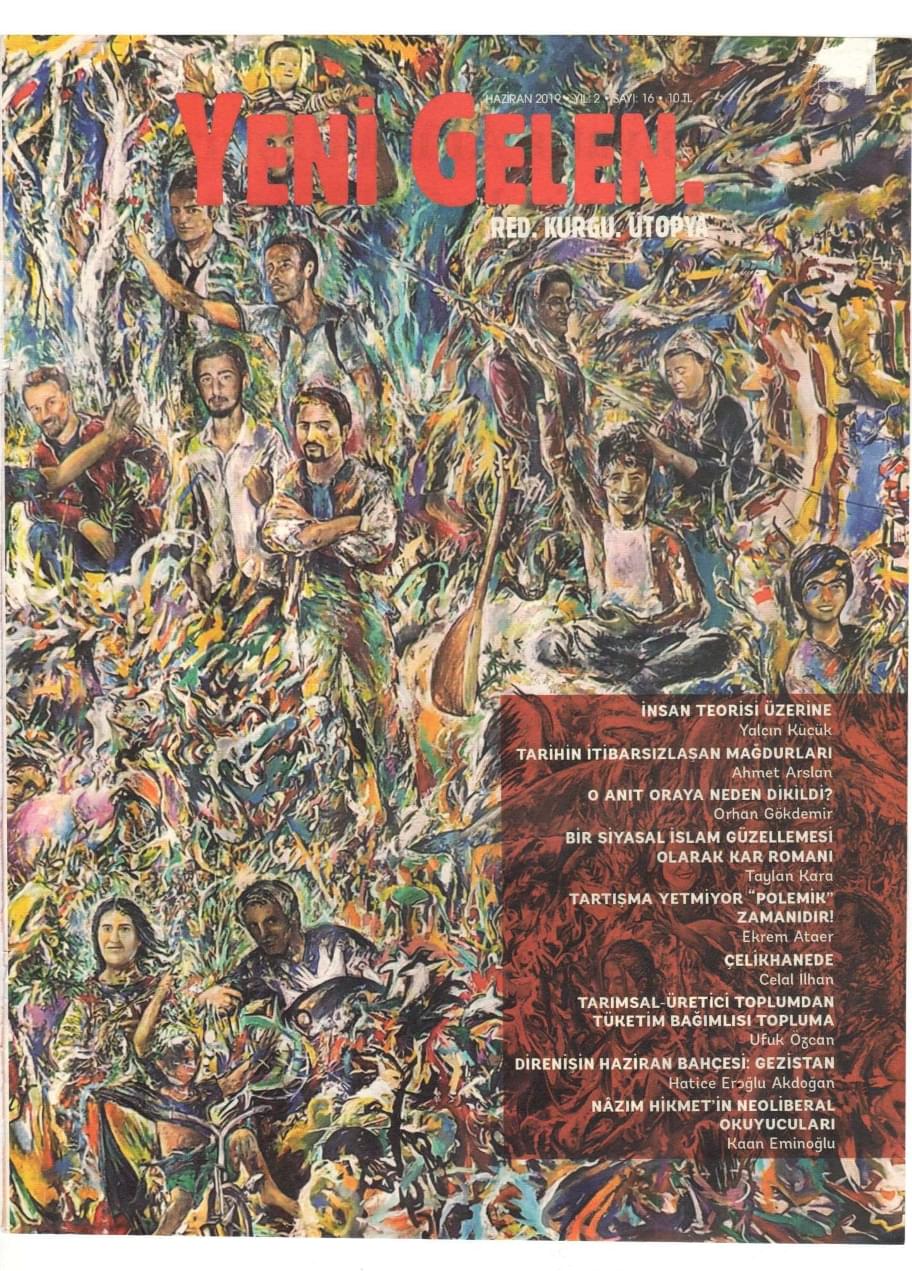 HAZİRAN 2019 • YIL: 2 • SAYI: 16 • 10 TL
YENİ GELEN.
RED. KURGU. ÜTOPYA
İNSAN TEORİSİ ÜZERİNE
Yalçın Küçük
TARİHİN İTİBARSIZLAŞAN MAĞDURLARI
Ahmet Arslan
O ANIT ORAYA NEDEN DİKİLDİ?
Orhan Gökdemir
BİR SİYASAL İSLAM GÜZELLEMESİ
OLARAK KAR ROMANI
Taylan Kara
TARTIŞMA YETMİYOR "POLEMİK"
ZAMANIDIR!
Ekrem Ataer
ÇELİKHANEDE
Celal İlhan
TARIMSAL-ÜRETİCİ TOPLUMDAN
TÜKETİM BAĞIMLISI TOPLUMA
Ufuk Özcan
DİRENİŞİN HAZİRAN BAHÇESİ: GEZİSTAN
Hatice Eroğlu Akdoğan
NÂZIM HİKMET'İN NEOLİBERAL
OKUYUCULARI
Kaan Eminoğlu